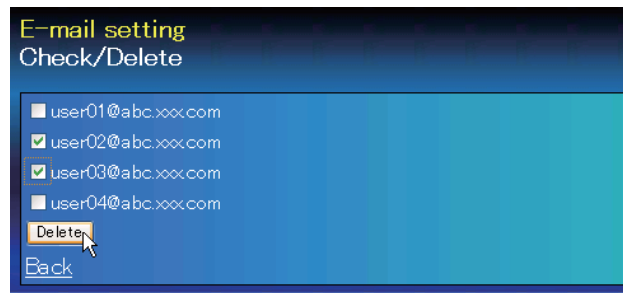 E-mail setting
Check/Delete
user01@abc.xxx.com
user02@abc.xxx.com
user03@abc.xxx.com
user04@abc.xxx.com
Delete
Back